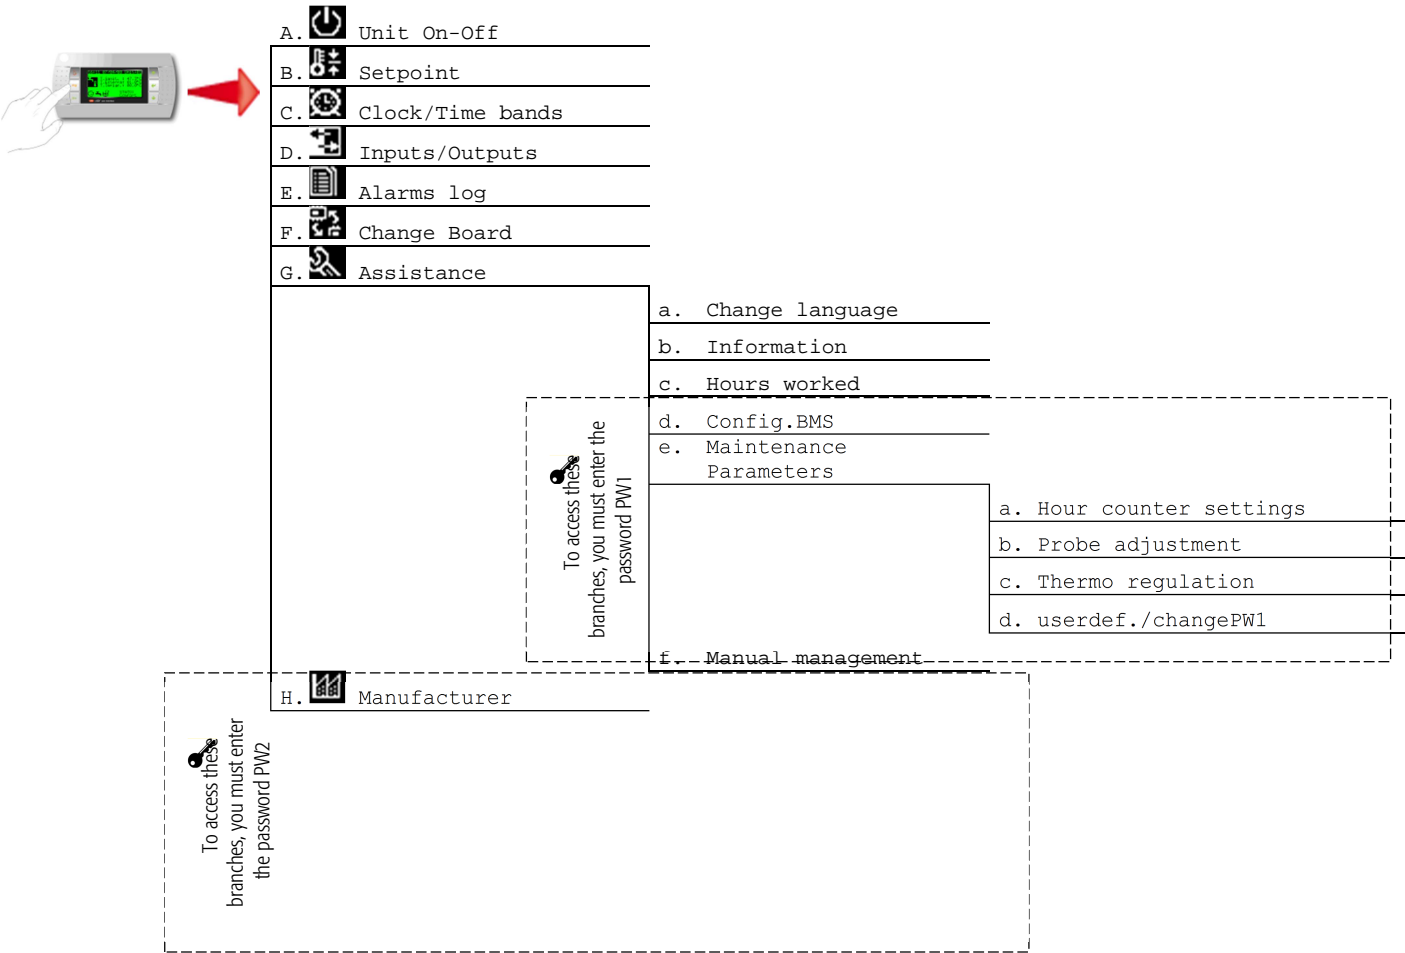 A. Unit On-Off
B. Setpoint
C. Clock/Time bands
D. Inputs/Outputs
E. Alarms log
F. Change Board
G. Assistance
a. Change language
b. Information
c. Hours worked
d. Config.BMS
e. Maintenance
Parameters
To access these
branches, you must enter the
password PW1
a. Hour counter settings
b. Probe adjustment
c. Thermo regulation
d. userdef./changePW1
f. Manual management
H. Manufacturer
To access these
branches, you must enter
the password PW2